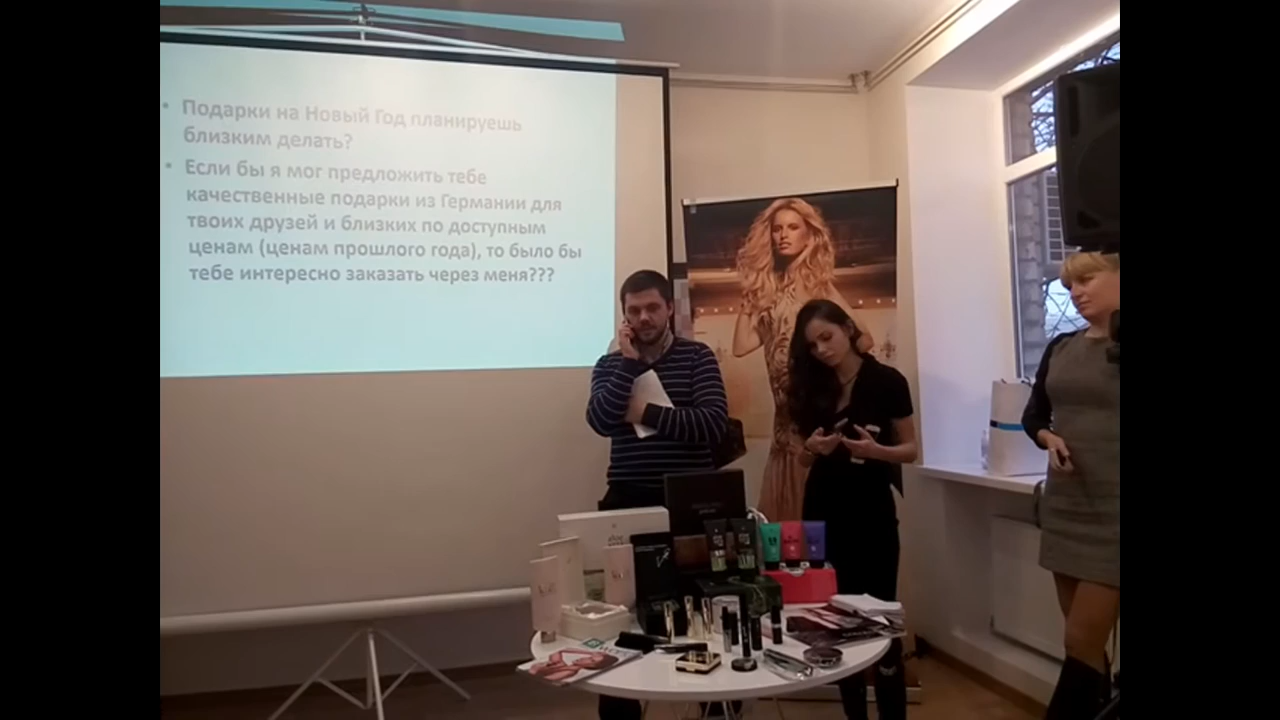 • Подарки на Новый Год планируешь
близким делать?
• Если бы я мог предложить тебе
качественные подарки из Германии для
твоих друзей и близких по доступным
ценам (ценам прошлого года), то было бы
тебе интересно заказать через меня???
aloe